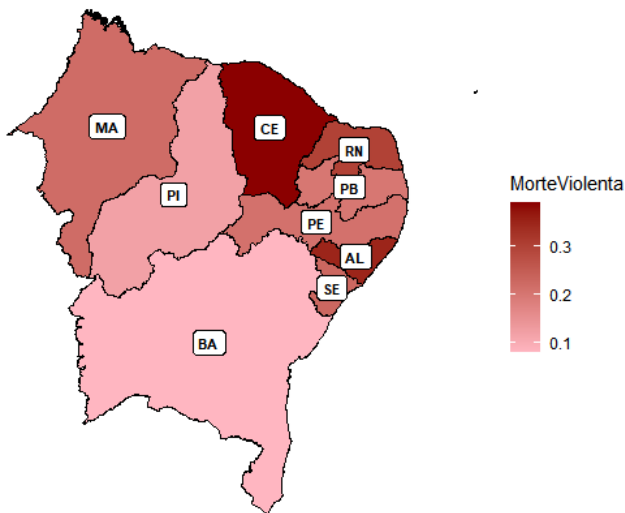 MA
CE
RN
PB
PI
PE
AL
SE
BA
MorteViolenta
0.3
0.2
0.1